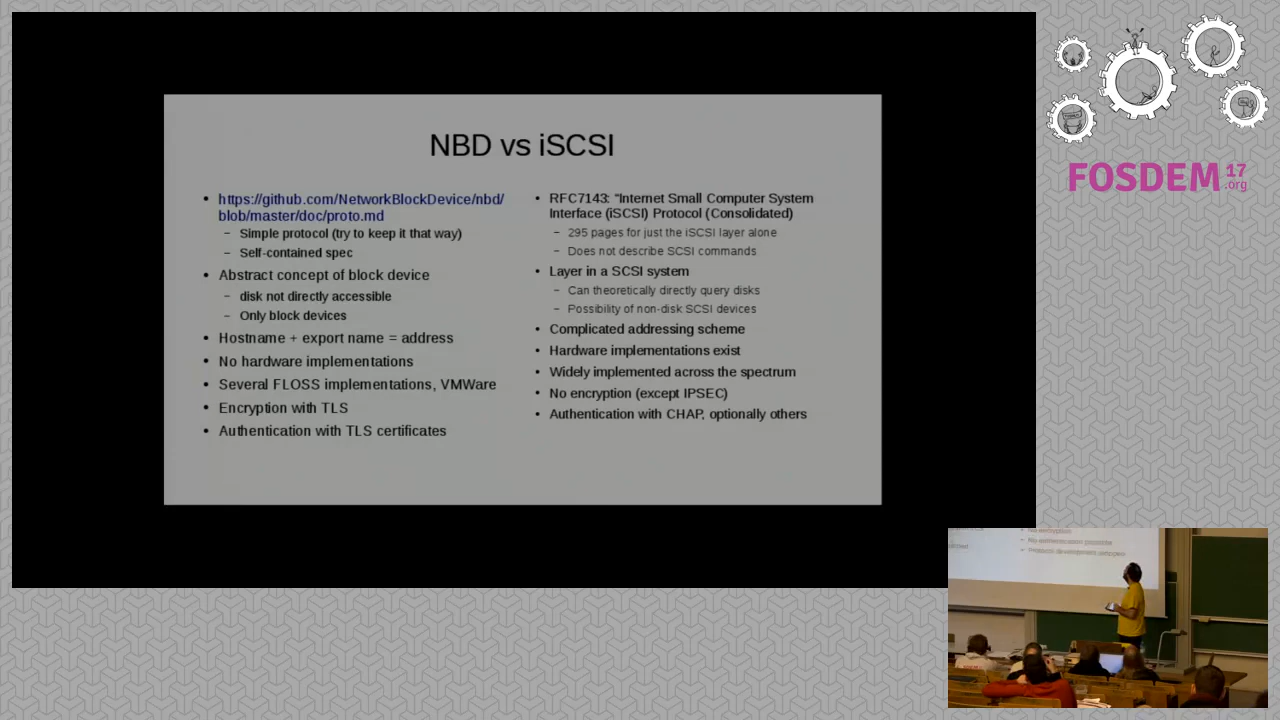 NBD vs iSCSI
https://github.com/NetworkBlockDevice/nbd/
blob/master/doc/proto.md
– Simple protocol (try to keep it that way)
– Self-contained spec
• Abstract concept of block device
– disk not directly accessible
– Only block devices
• Hostname + export name = address
• No hardware implementations
• Several FLOSS implementations, VMWare
• Encryption with TLS
• Authentication with TLS certificates
• RFC7143: "Internet Small Computer System
Interface (iSCSI) Protocol (Consolidated)
– 295 pages for just the iSCSI layer alone
– Does not describe SCSI commands
• Layer in a SCSI system
– Can theoretically directly query disks
– Possibility of non-disk SCSI devices
• Complicated addressing scheme
• Hardware implementations exist
• Widely implemented across the spectrum
• No encryption (except IPSEC)
• Authentication with CHAP, optionally others
FOSDEM 17
.org
No encryption
No authentication possible